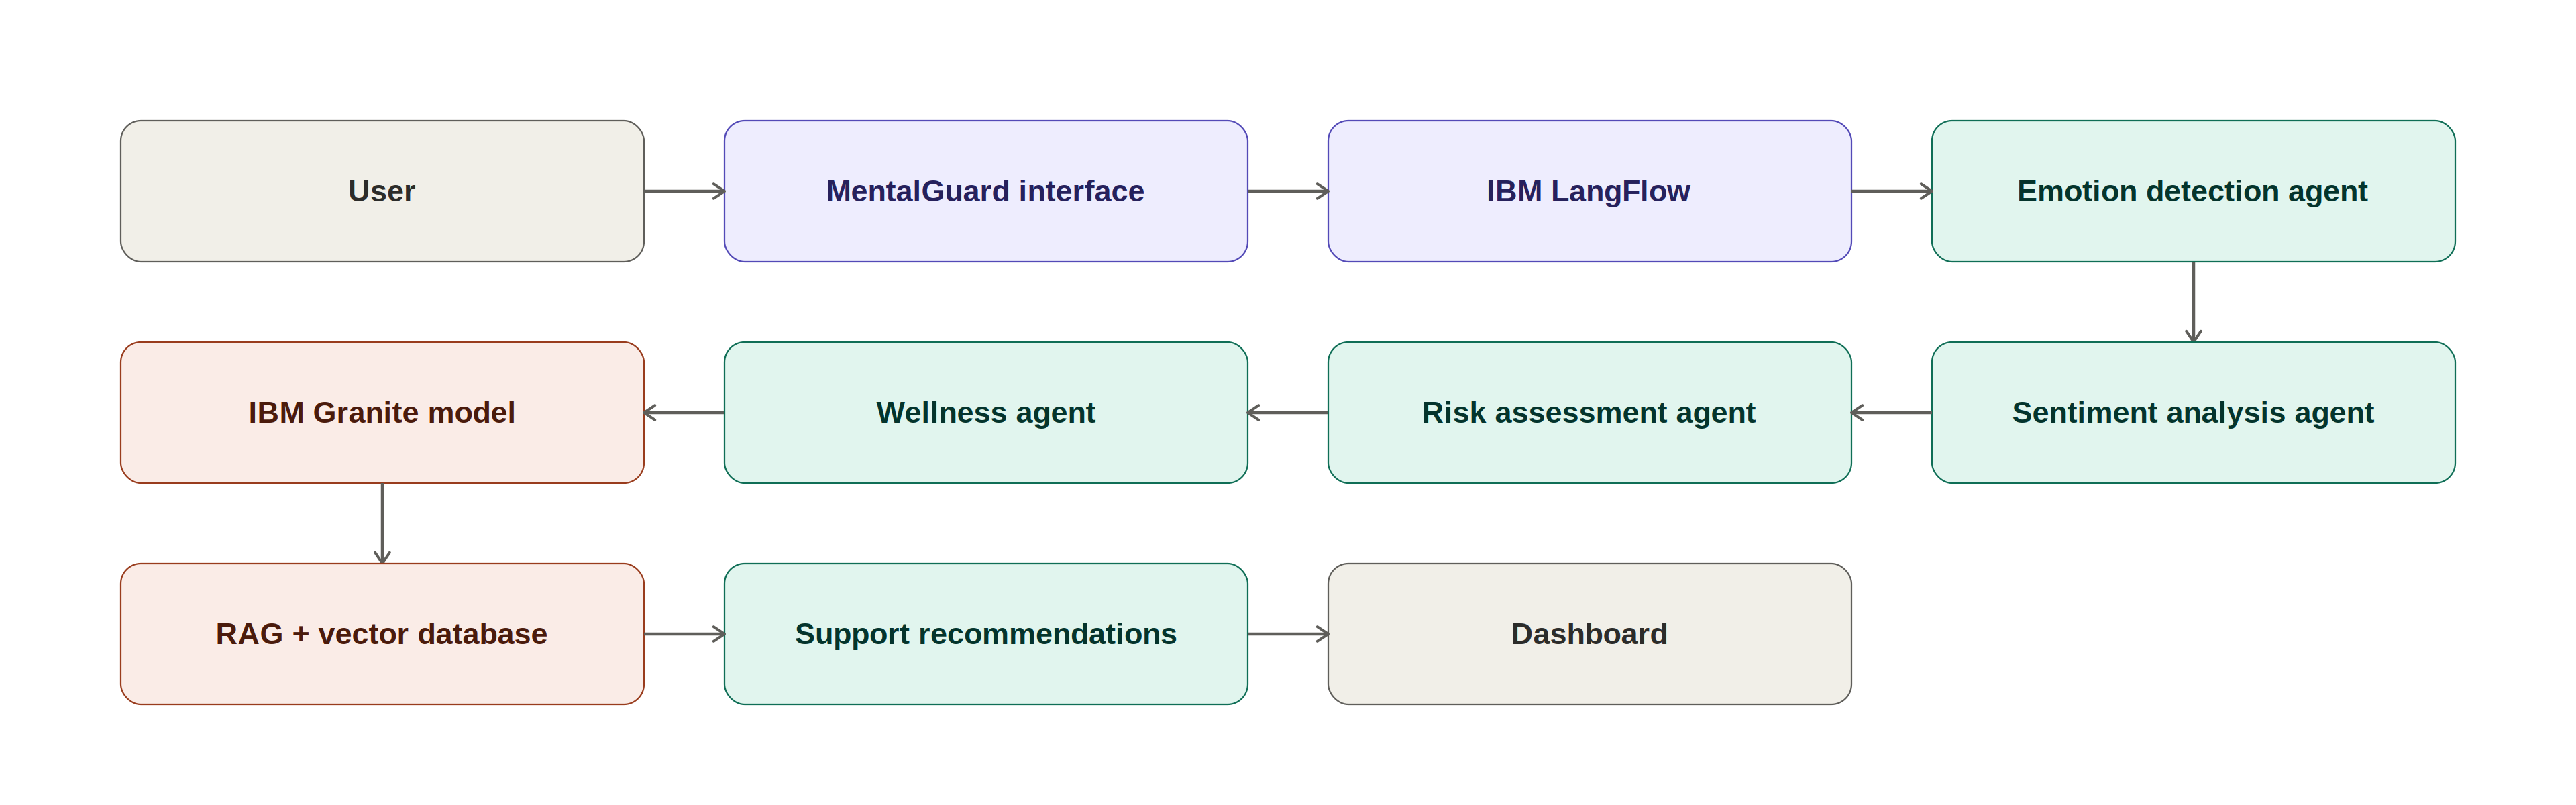 User
MentalGuard interface
IBM LangFlow
Emotion detection agent
IBM Granite model
Wellness agent
Risk assessment agent
Sentiment analysis agent
RAG + vector database
Support recommendations
Dashboard